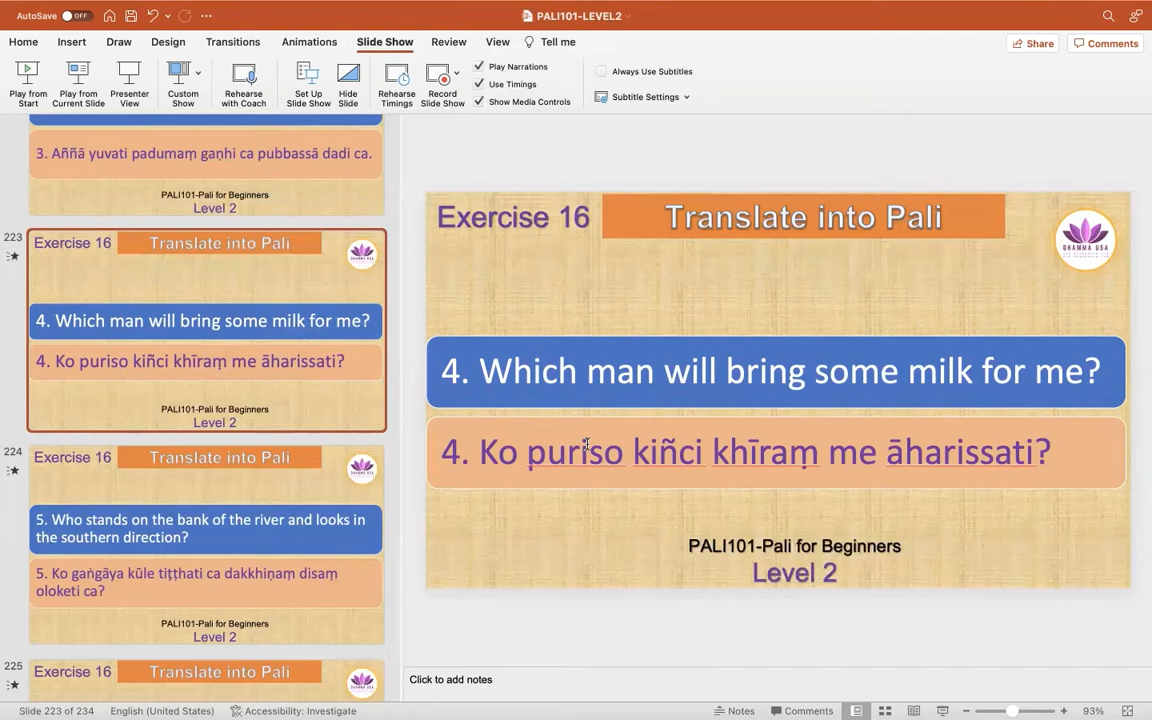 AutoSave OFF
PALI101-LEVEL2
Home Insert Draw Design Transitions Animations Slide Show Review View Tell me
Share Comments
Play from Start
Play from Current Slide
Presenter View
Custom Show
Rehearse with Coach
Set Up Slide Show
Hide Slide
Rehearse Timings
Record Slide Show
Play Narrations
Use Timings
Show Media Controls
Always Use Subtitles
Subtitle Settings
3. Aññā yuvati padumaṃ gaṇhi ca pubbassā dadi ca.
PALI101-Pali for Beginners
Level 2
223
Exercise 16 Translate into Pali
4. Which man will bring some milk for me?
4. Ko puriso kiñci khīraṃ me āharissati?
PALI101-Pali for Beginners
Level 2
224
Exercise 16 Translate into Pali
5. Who stands on the bank of the river and looks in
the southern direction?
5. Ko gaṅgāya kūle tiṭṭhati ca dakkhiṇaṃ disaṃ
oloketi ca?
PALI101-Pali for Beginners
Level 2
225
Exercise 16 Translate into Pali
Exercise 16 Translate into Pali
DHAMMA USA
4. Which man will bring some milk for me?
4. Ko puriso kiñci khīraṃ me āharissati?
PALI101-Pali for Beginners
Level 2
Click to add notes
Slide 223 of 234 English (United States) Accessibility: Investigate
Notes Comments 93%